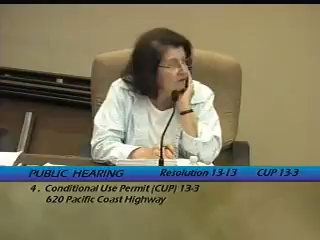 PUBLIC HEARING Resolution 13-13 CUP 13-3
4. Conditional Use Permit (CUP) 13-3
620 Pacific Coast Highway